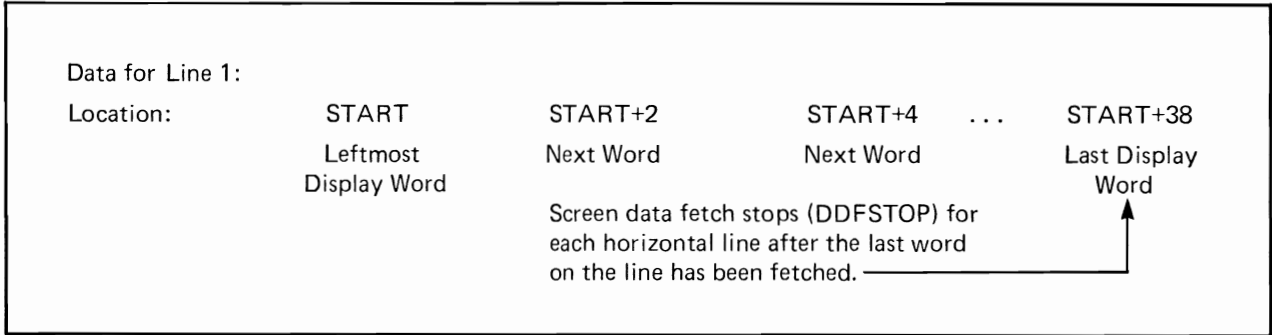 Data for Line 1:
Location: START START+2 START+4 ... START+38
Leftmost Next Word Next Word Last Display
Display Word Word
Screen data fetch stops (DDFSTOP) for
each horizontal line after the last word
on the line has been fetched.